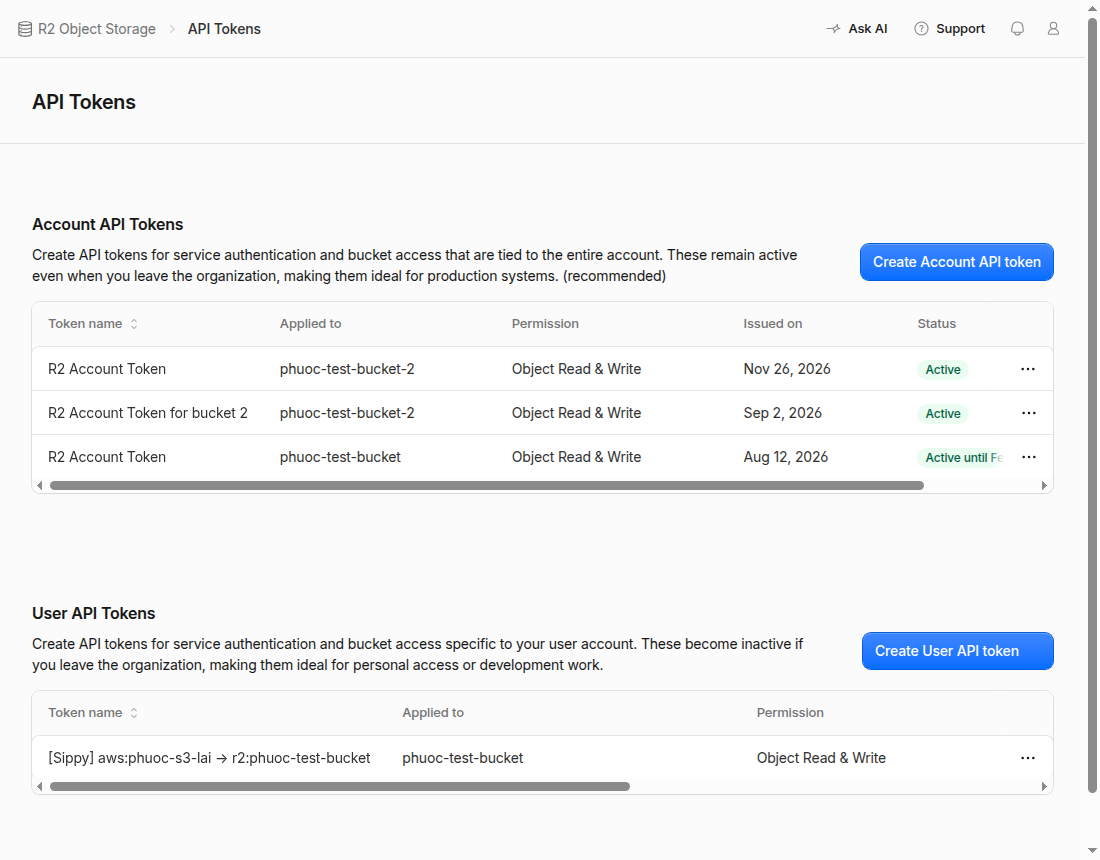 R2 Object Storage API Tokens Ask AI Support
API Tokens
Account API Tokens
Create API tokens for service authentication and bucket access that are tied to the entire account. These remain active
even when you leave the organization, making them ideal for production systems. (recommended)
Create Account API token
Token name Applied to Permission Issued on Status
R2 Account Token phuoc-test-bucket-2 Object Read & Write Nov 26, 2026 Active
R2 Account Token for bucket 2 phuoc-test-bucket-2 Object Read & Write Sep 2, 2026 Active
R2 Account Token phuoc-test-bucket Object Read & Write Aug 12, 2026 Active until Fe
User API Tokens
Create API tokens for service authentication and bucket access specific to your user account. These become inactive if
you leave the organization, making them ideal for personal access or development work.
Create User API token
Token name Applied to Permission
[Sippy] aws:phuoc-s3-lai → r2:phuoc-test-bucket phuoc-test-bucket Object Read & Write